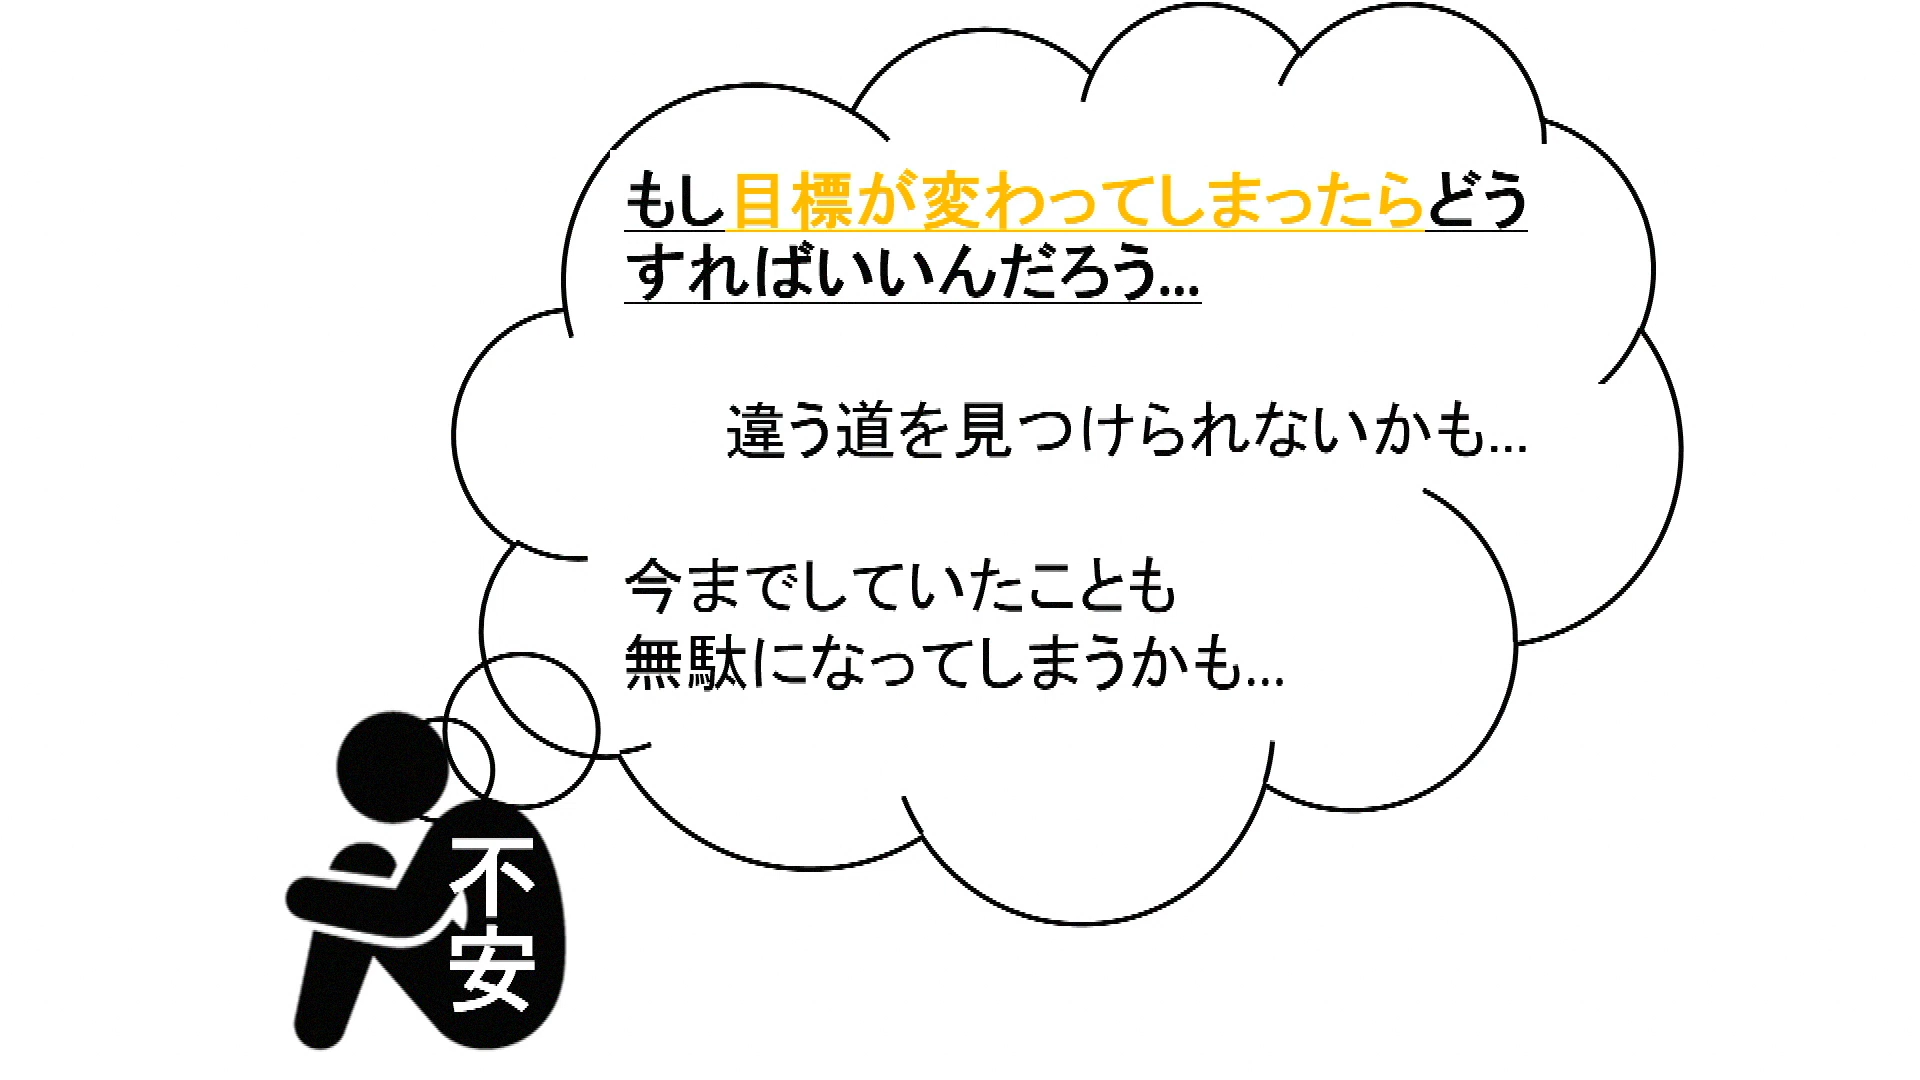 もし目標が変わってしまったらどう
すればいいんだろう...
違う道を見つけられないかも...
今までしていたことも
無駄になってしまうかも...
不安